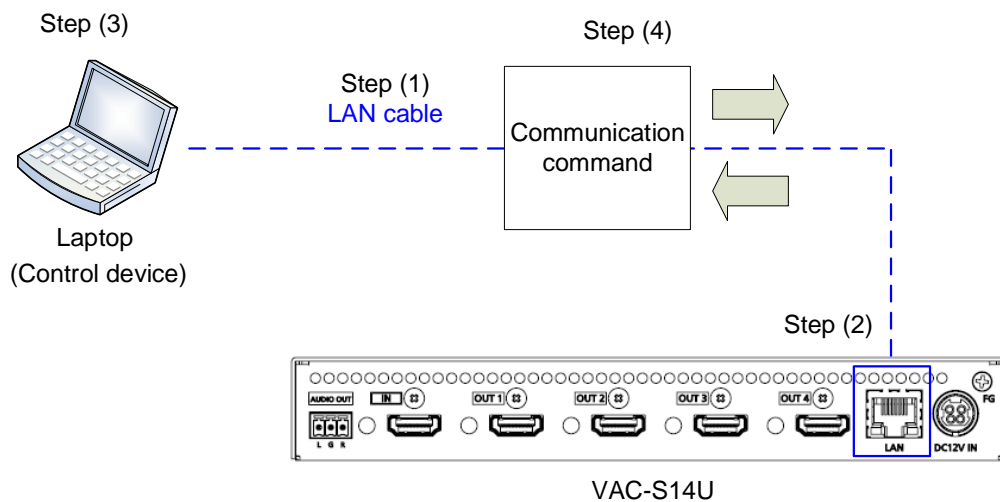 Step (3)
Step (4)
Step (1)
LAN cable
Communication
command
Laptop
(Control device)
Step (2)
AUDIO OUT
IN
OUT 1
OUT 2
OUT 3
OUT 4
FG
L G R
LAN
DC12V IN
VAC-S14U